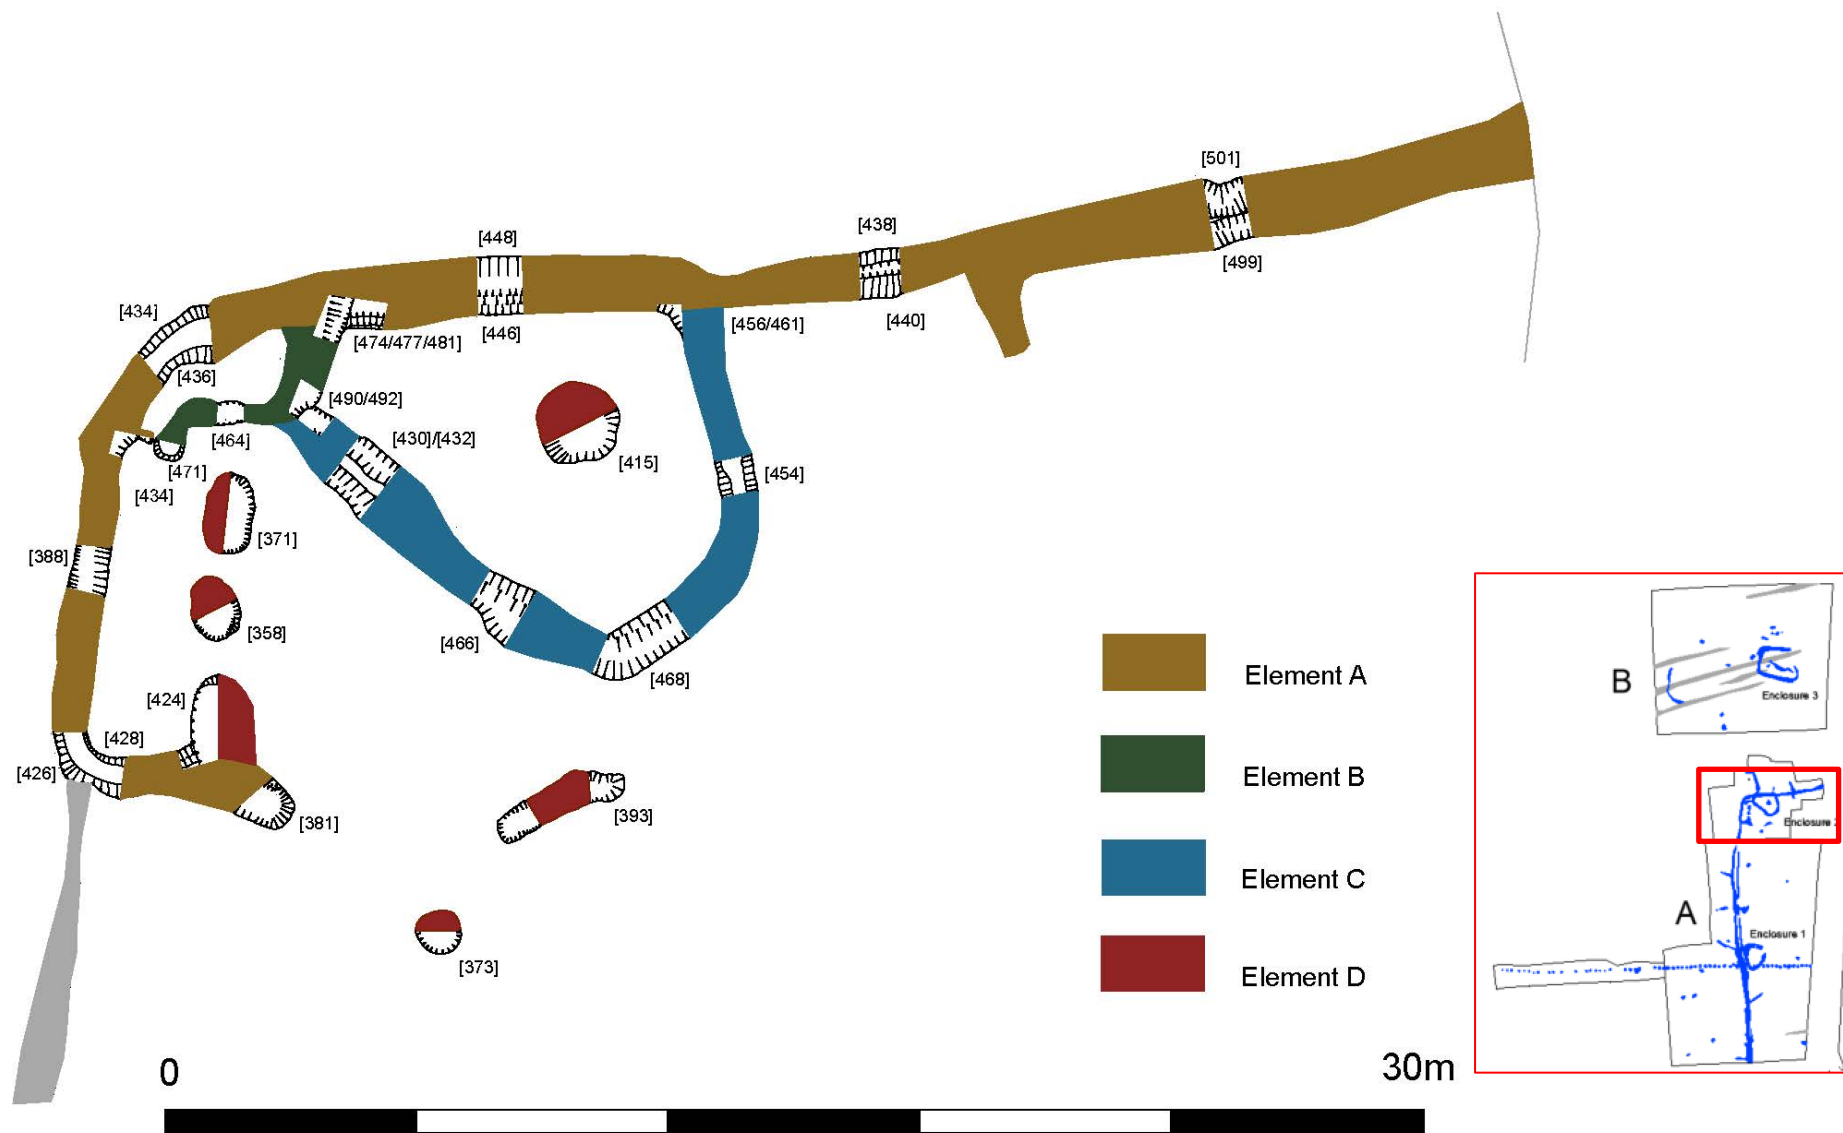 [501]
[438]
[448]
[499]
[434]
[456/461]
[440]
[446]
[474/477/481]
[436]
[490/492]
[430]/[432]
[464]
[415]
[471]
[454]
[434]
[371]
[388]
[358]
[466]
[468]
Element A
B
Enclosure 3
[424]
[428]
[426]
Element B
[381]
[393]
Enclosure 2
Element C
A
Enclosure 1
[373]
Element D
0
30m